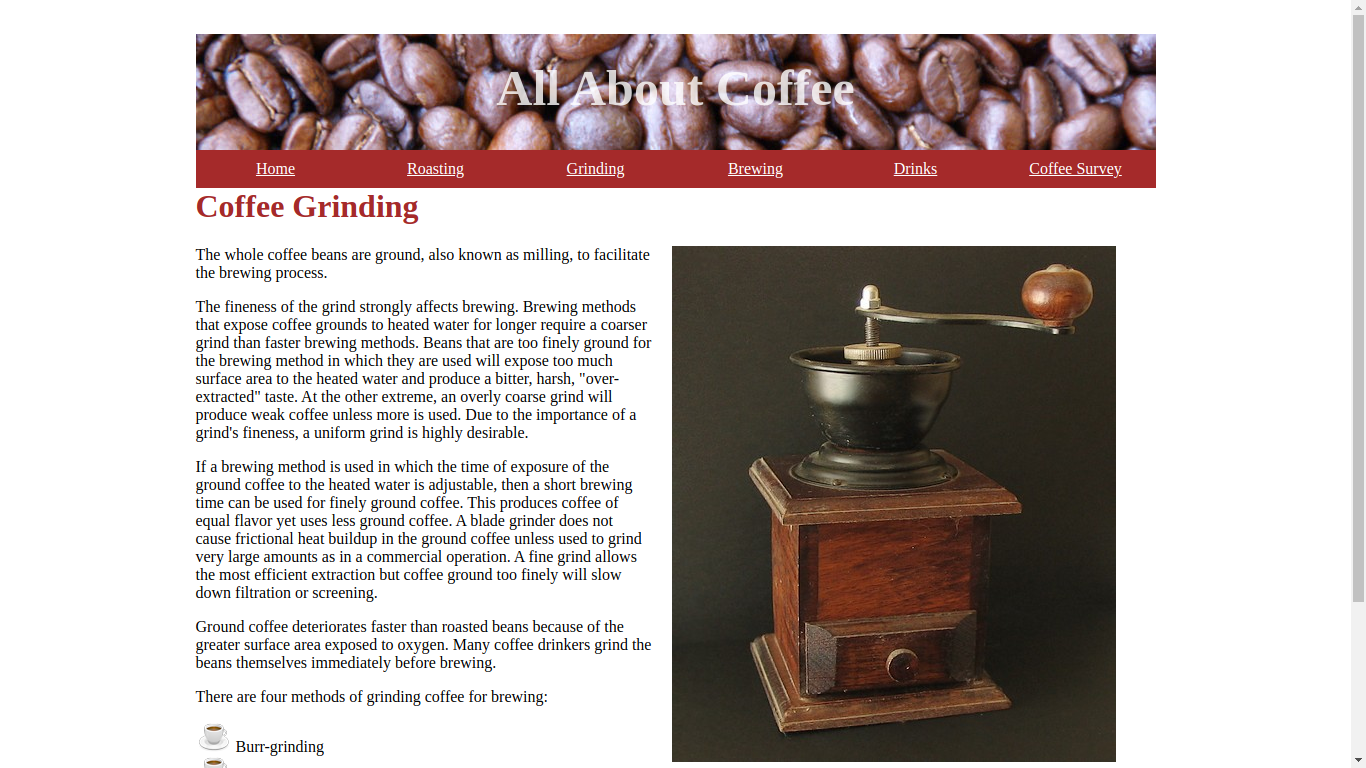 All About Coffee
Home Roasting Grinding Brewing Drinks Coffee Survey
Coffee Grinding
The whole coffee beans are ground, also known as milling, to facilitate
the brewing process.
The fineness of the grind strongly affects brewing. Brewing methods
that expose coffee grounds to heated water for longer require a coarser
grind than faster brewing methods. Beans that are too finely ground for
the brewing method in which they are used will expose too much
surface area to the heated water and produce a bitter, harsh, "over-
extracted" taste. At the other extreme, an overly coarse grind will
produce weak coffee unless more is used. Due to the importance of a
grind's fineness, a uniform grind is highly desirable.
If a brewing method is used in which the time of exposure of the
ground coffee to the heated water is adjustable, then a short brewing
time can be used for finely ground coffee. This produces coffee of
equal flavor yet uses less ground coffee. A blade grinder does not
cause frictional heat buildup in the ground coffee unless used to grind
very large amounts as in a commercial operation. A fine grind allows
the most efficient extraction but coffee ground too finely will slow
down filtration or screening.
Ground coffee deteriorates faster than roasted beans because of the
greater surface area exposed to oxygen. Many coffee drinkers grind the
beans themselves immediately before brewing.
There are four methods of grinding coffee for brewing:
Burr-grinding